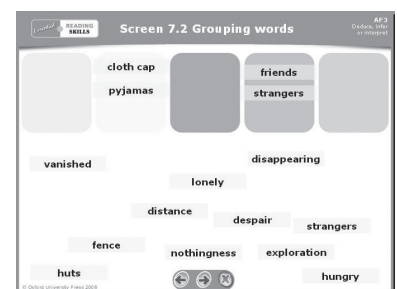 READING
SKILLS
Screen 7.2 Grouping words
AF3
Deduce, infer
or interpret
cloth cap
pyjamas
friends
strangers
vanished
disappearing
lonely
distance
despair
strangers
fence
nothingness
exploration
huts
hungry
© Oxford University Press 2008